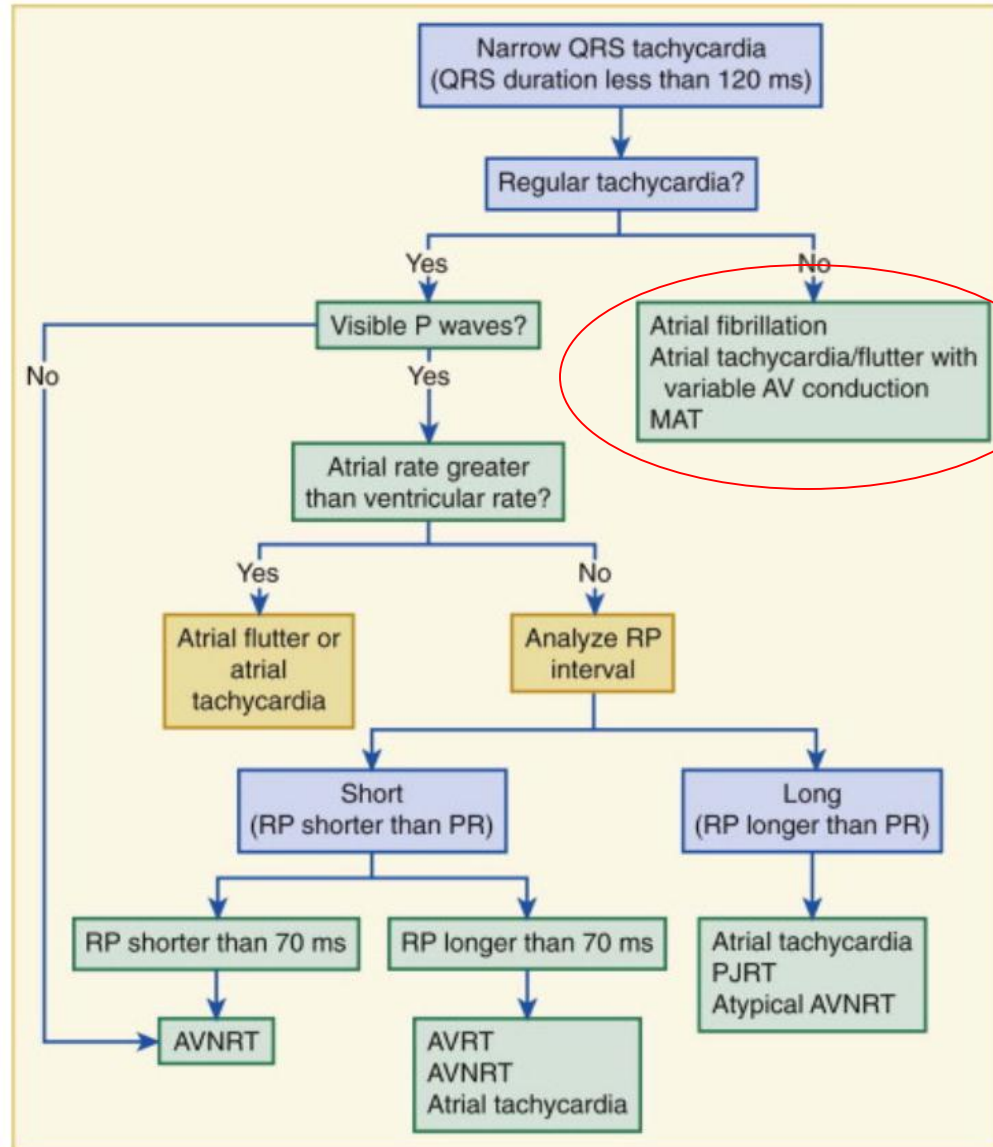 Narrow QRS tachycardia
(QRS duration less than 120 ms)
Regular tachycardia?
Yes
No
Visible P waves?
Atrial fibrillation
Atrial tachycardia/flutter with
variable AV conduction
MAT
No
Yes
Atrial rate greater
than ventricular rate?
Yes
No
Atrial flutter or
atrial
tachycardia
Analyze RP
interval
Short
(RP shorter than PR)
Long
(RP longer than PR)
RP shorter than 70 ms
RP longer than 70 ms
Atrial tachycardia
PJRT
Atypical AVNRT
AVNRT
AVRT
AVNRT
Atrial tachycardia